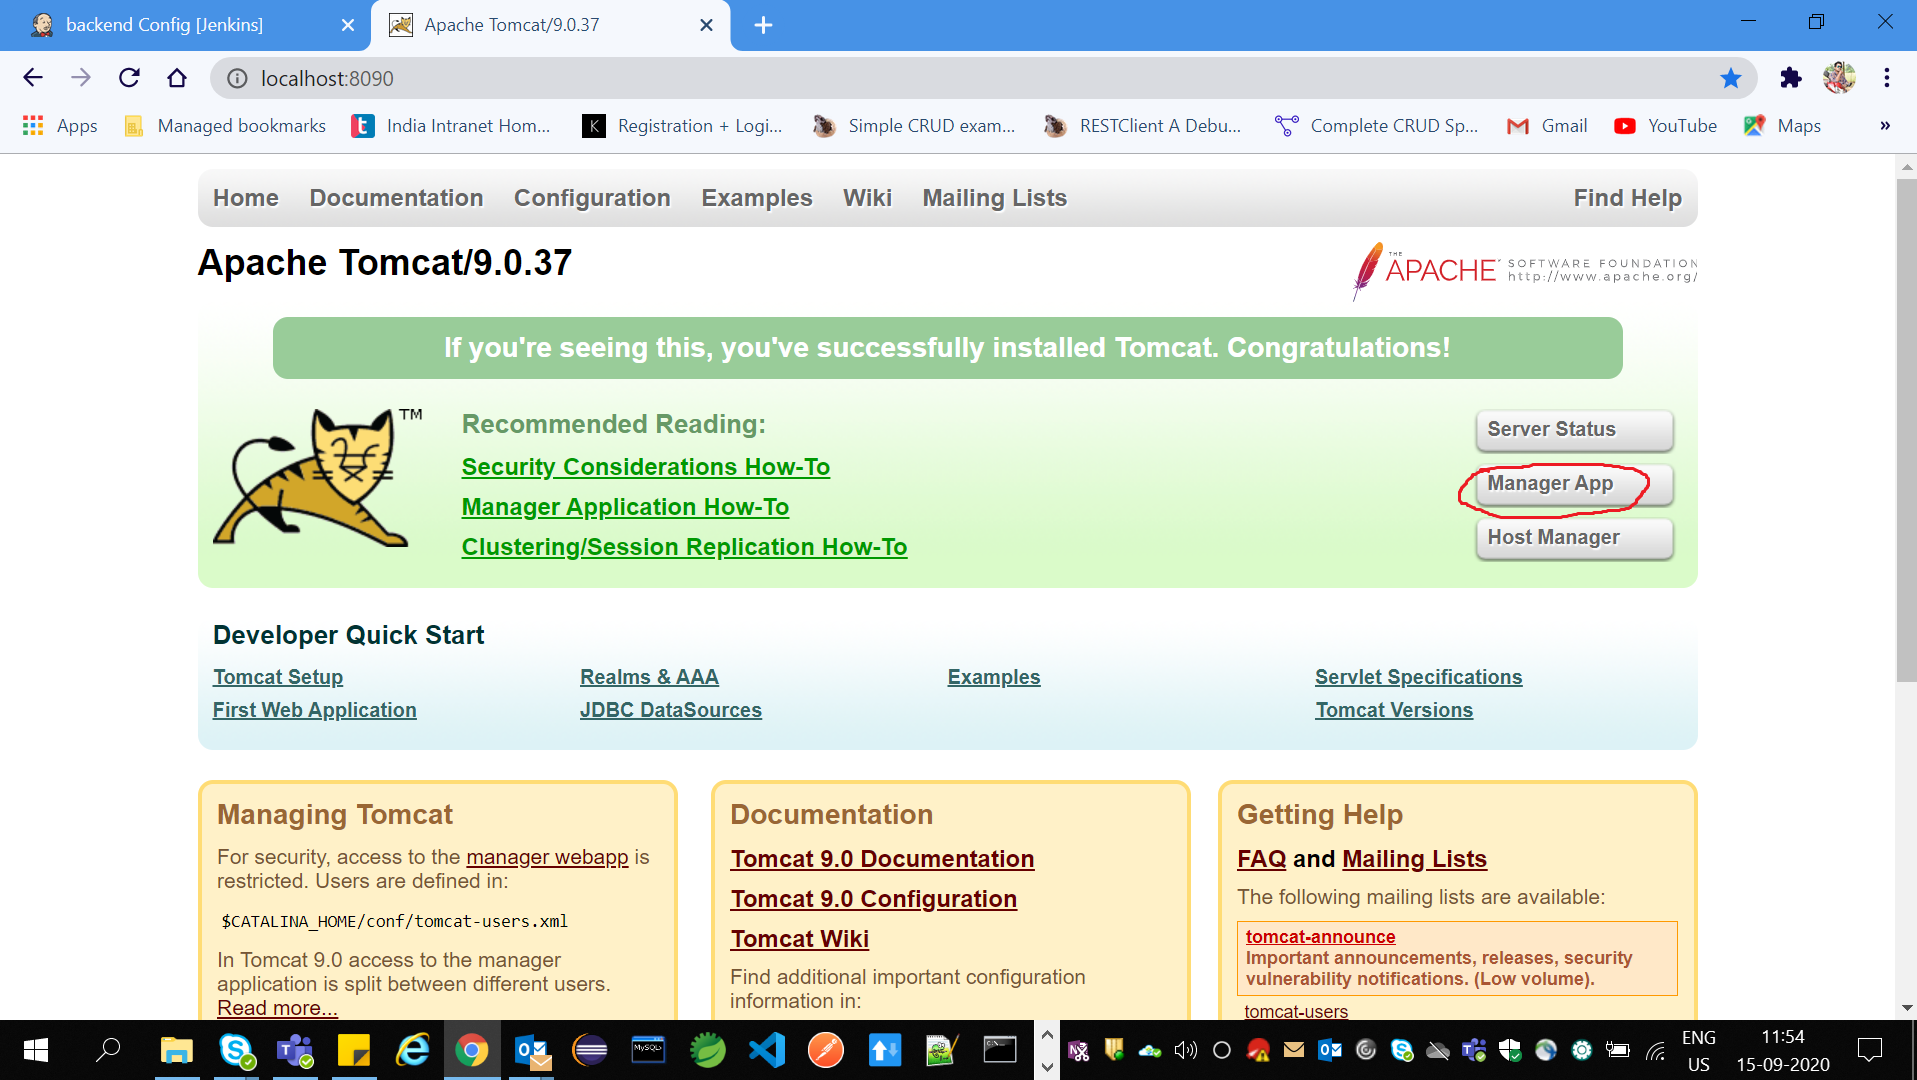 backend Config [Jenkins]
Apache Tomcat/9.0.37
localhost:8090
Apps
Managed bookmarks
India Intranet Hom...
K
Registration + Logi...
Simple CRUD exam...
RESTClient A Debu...
Complete CRUD Sp...
Gmail
YouTube
Maps
»
Home
Documentation
Configuration
Examples
Wiki
Mailing Lists
Find Help
Apache Tomcat/9.0.37
THE
APACHE
SOFTWARE FOUNDATION
http://www.apache.org/
If you're seeing this, you've successfully installed Tomcat. Congratulations!
TM
Recommended Reading:
Security Considerations How-To
Manager Application How-To
Clustering/Session Replication How-To
Server Status
Manager App
Host Manager
Developer Quick Start
Tomcat Setup
Realms & AAA
Examples
Servlet Specifications
First Web Application
JDBC DataSources
Tomcat Versions
Managing Tomcat
For security, access to the manager webapp is
restricted. Users are defined in:
$CATALINA_HOME/conf/tomcat-users.xml
In Tomcat 9.0 access to the manager
application is split between different users.
Read more...
Documentation
Tomcat 9.0 Documentation
Tomcat 9.0 Configuration
Tomcat Wiki
Find additional important configuration
information in:
Getting Help
FAQ and Mailing Lists
The following mailing lists are available:
tomcat-announce
Important announcements, releases, security
vulnerability notifications. (Low volume).
tomcat-users
MySQL
ENG
US
11:54
15-09-2020